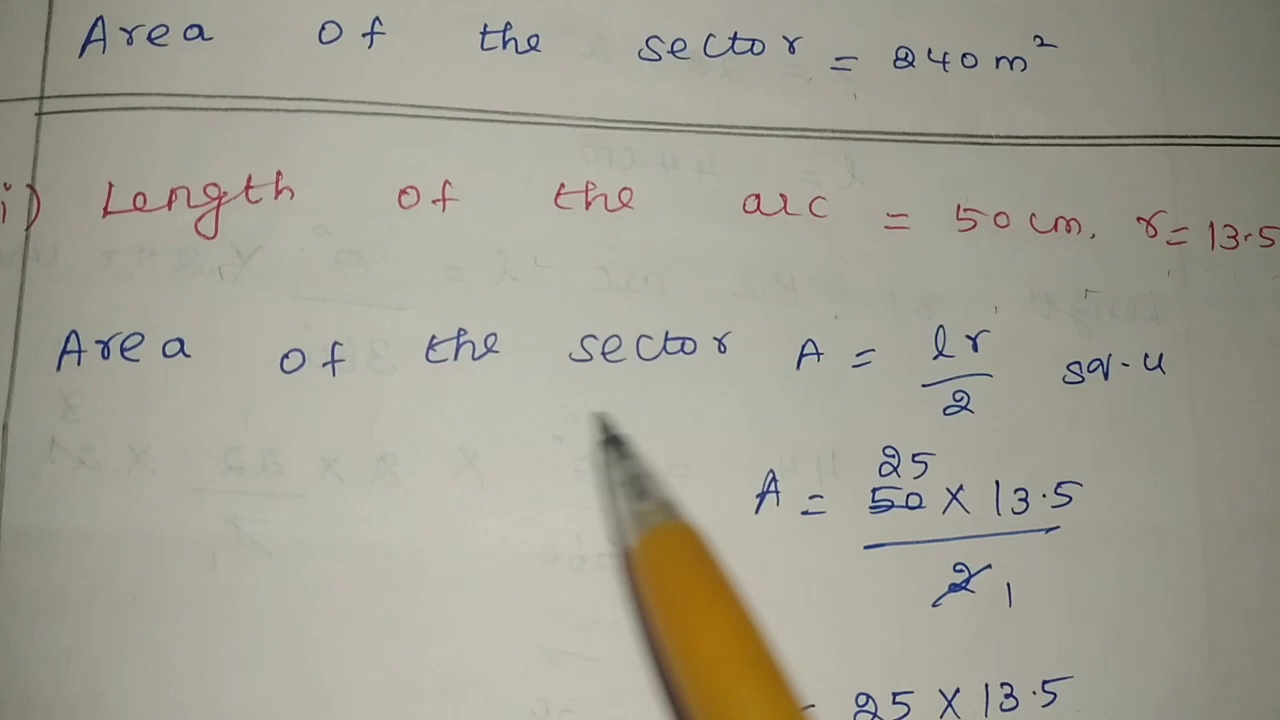 Area of the sector = 240 m²
i) Length of the arc = 50 cm, r = 13.5
Area of the sector A = lr/2 sq.u
25
A = 50 × 13.5
2 1
= 25 × 13.5